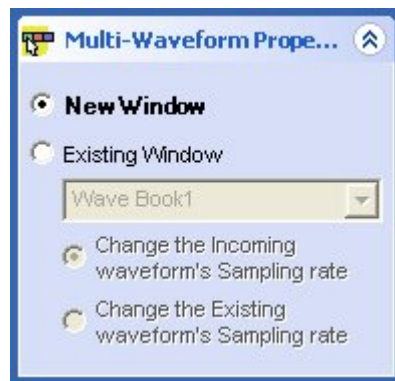 Multi-Waveform Prope...
New Window
Existing Window
Wave Book1
Change the Incoming
waveform's Sampling rate
Change the Existing
waveform's Sampling rate